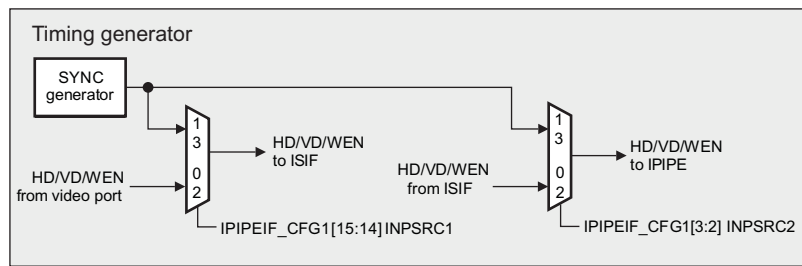 Timing generator
SYNC
generator
1
3
0
2
HD/VD/WEN
to ISIF
HD/VD/WEN
from video port
IPIPEIF_CFG1[15:14] INPSRC1
1
3
0
2
HD/VD/WEN
to IPIPE
HD/VD/WEN
from ISIF
IPIPEIF_CFG1[3:2] INPSRC2